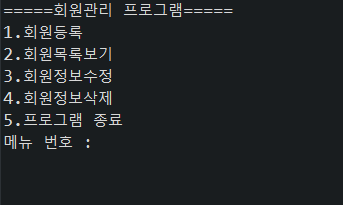 =====회원관리 프로그램=====
1.회원등록
2.회원목록보기
3.회원정보수정
4.회원정보삭제
5.프로그램 종료
메뉴 번호 :